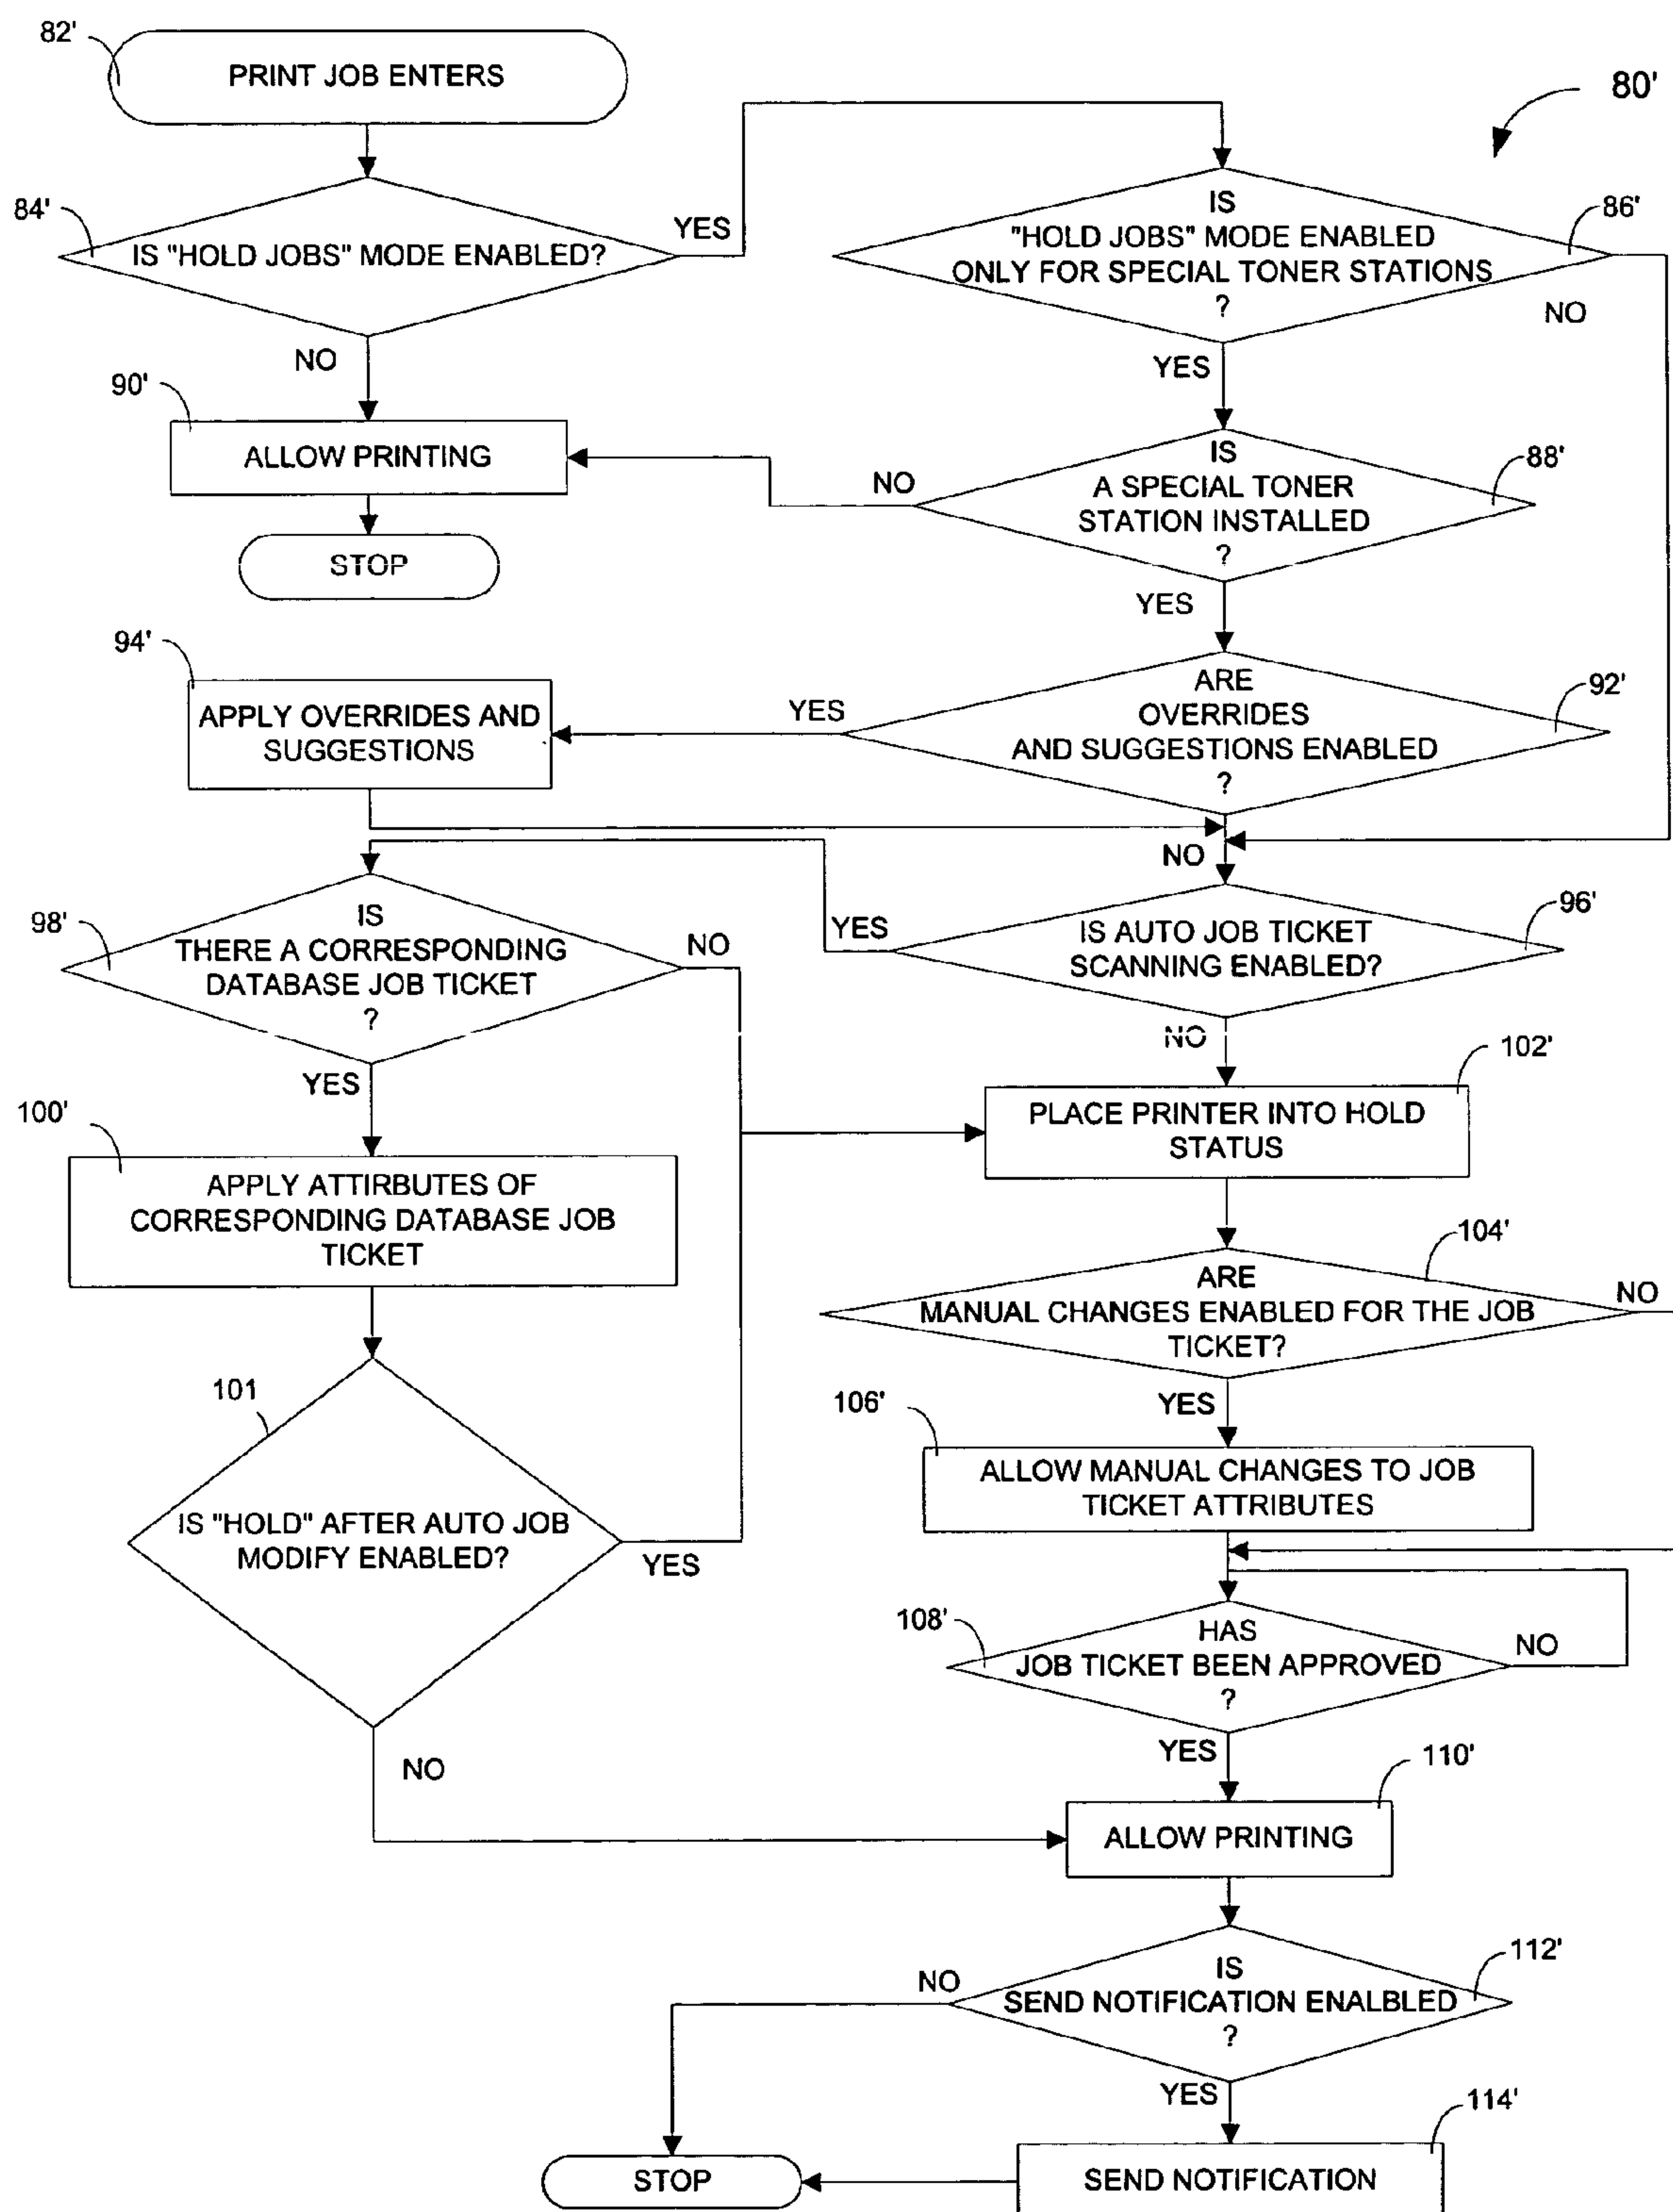 82'
PRINT JOB ENTERS
80'
84'
IS "HOLD JOBS" MODE ENABLED?
YES
NO
IS
"HOLD JOBS" MODE ENABLED
ONLY FOR SPECIAL TONER STATIONS
?
86'
NO
YES
90'
ALLOW PRINTING
STOP
IS
A SPECIAL TONER
STATION INSTALLED
?
88'
NO
YES
94'
APPLY OVERRIDES AND
SUGGESTIONS
YES
ARE
OVERRIDES
AND SUGGESTIONS ENABLED
?
92'
NO
98'
IS
THERE A CORRESPONDING
DATABASE JOB TICKET
?
NO
YES
YES
IS AUTO JOB TICKET
SCANNING ENABLED?
96'
NO
100'
APPLY ATTIRBUTES OF
CORRESPONDING DATABASE JOB
TICKET
102'
PLACE PRINTER INTO HOLD
STATUS
104'
ARE
MANUAL CHANGES ENABLED FOR THE JOB
TICKET?
NO
YES
101
IS "HOLD" AFTER AUTO JOB
MODIFY ENABLED?
YES
NO
106'
ALLOW MANUAL CHANGES TO JOB
TICKET ATTRIBUTES
108'
HAS
JOB TICKET BEEN APPROVED
?
NO
YES
110'
ALLOW PRINTING
112'
IS
SEND NOTIFICATION ENALBLED
?
NO
YES
114'
SEND NOTIFICATION
STOP